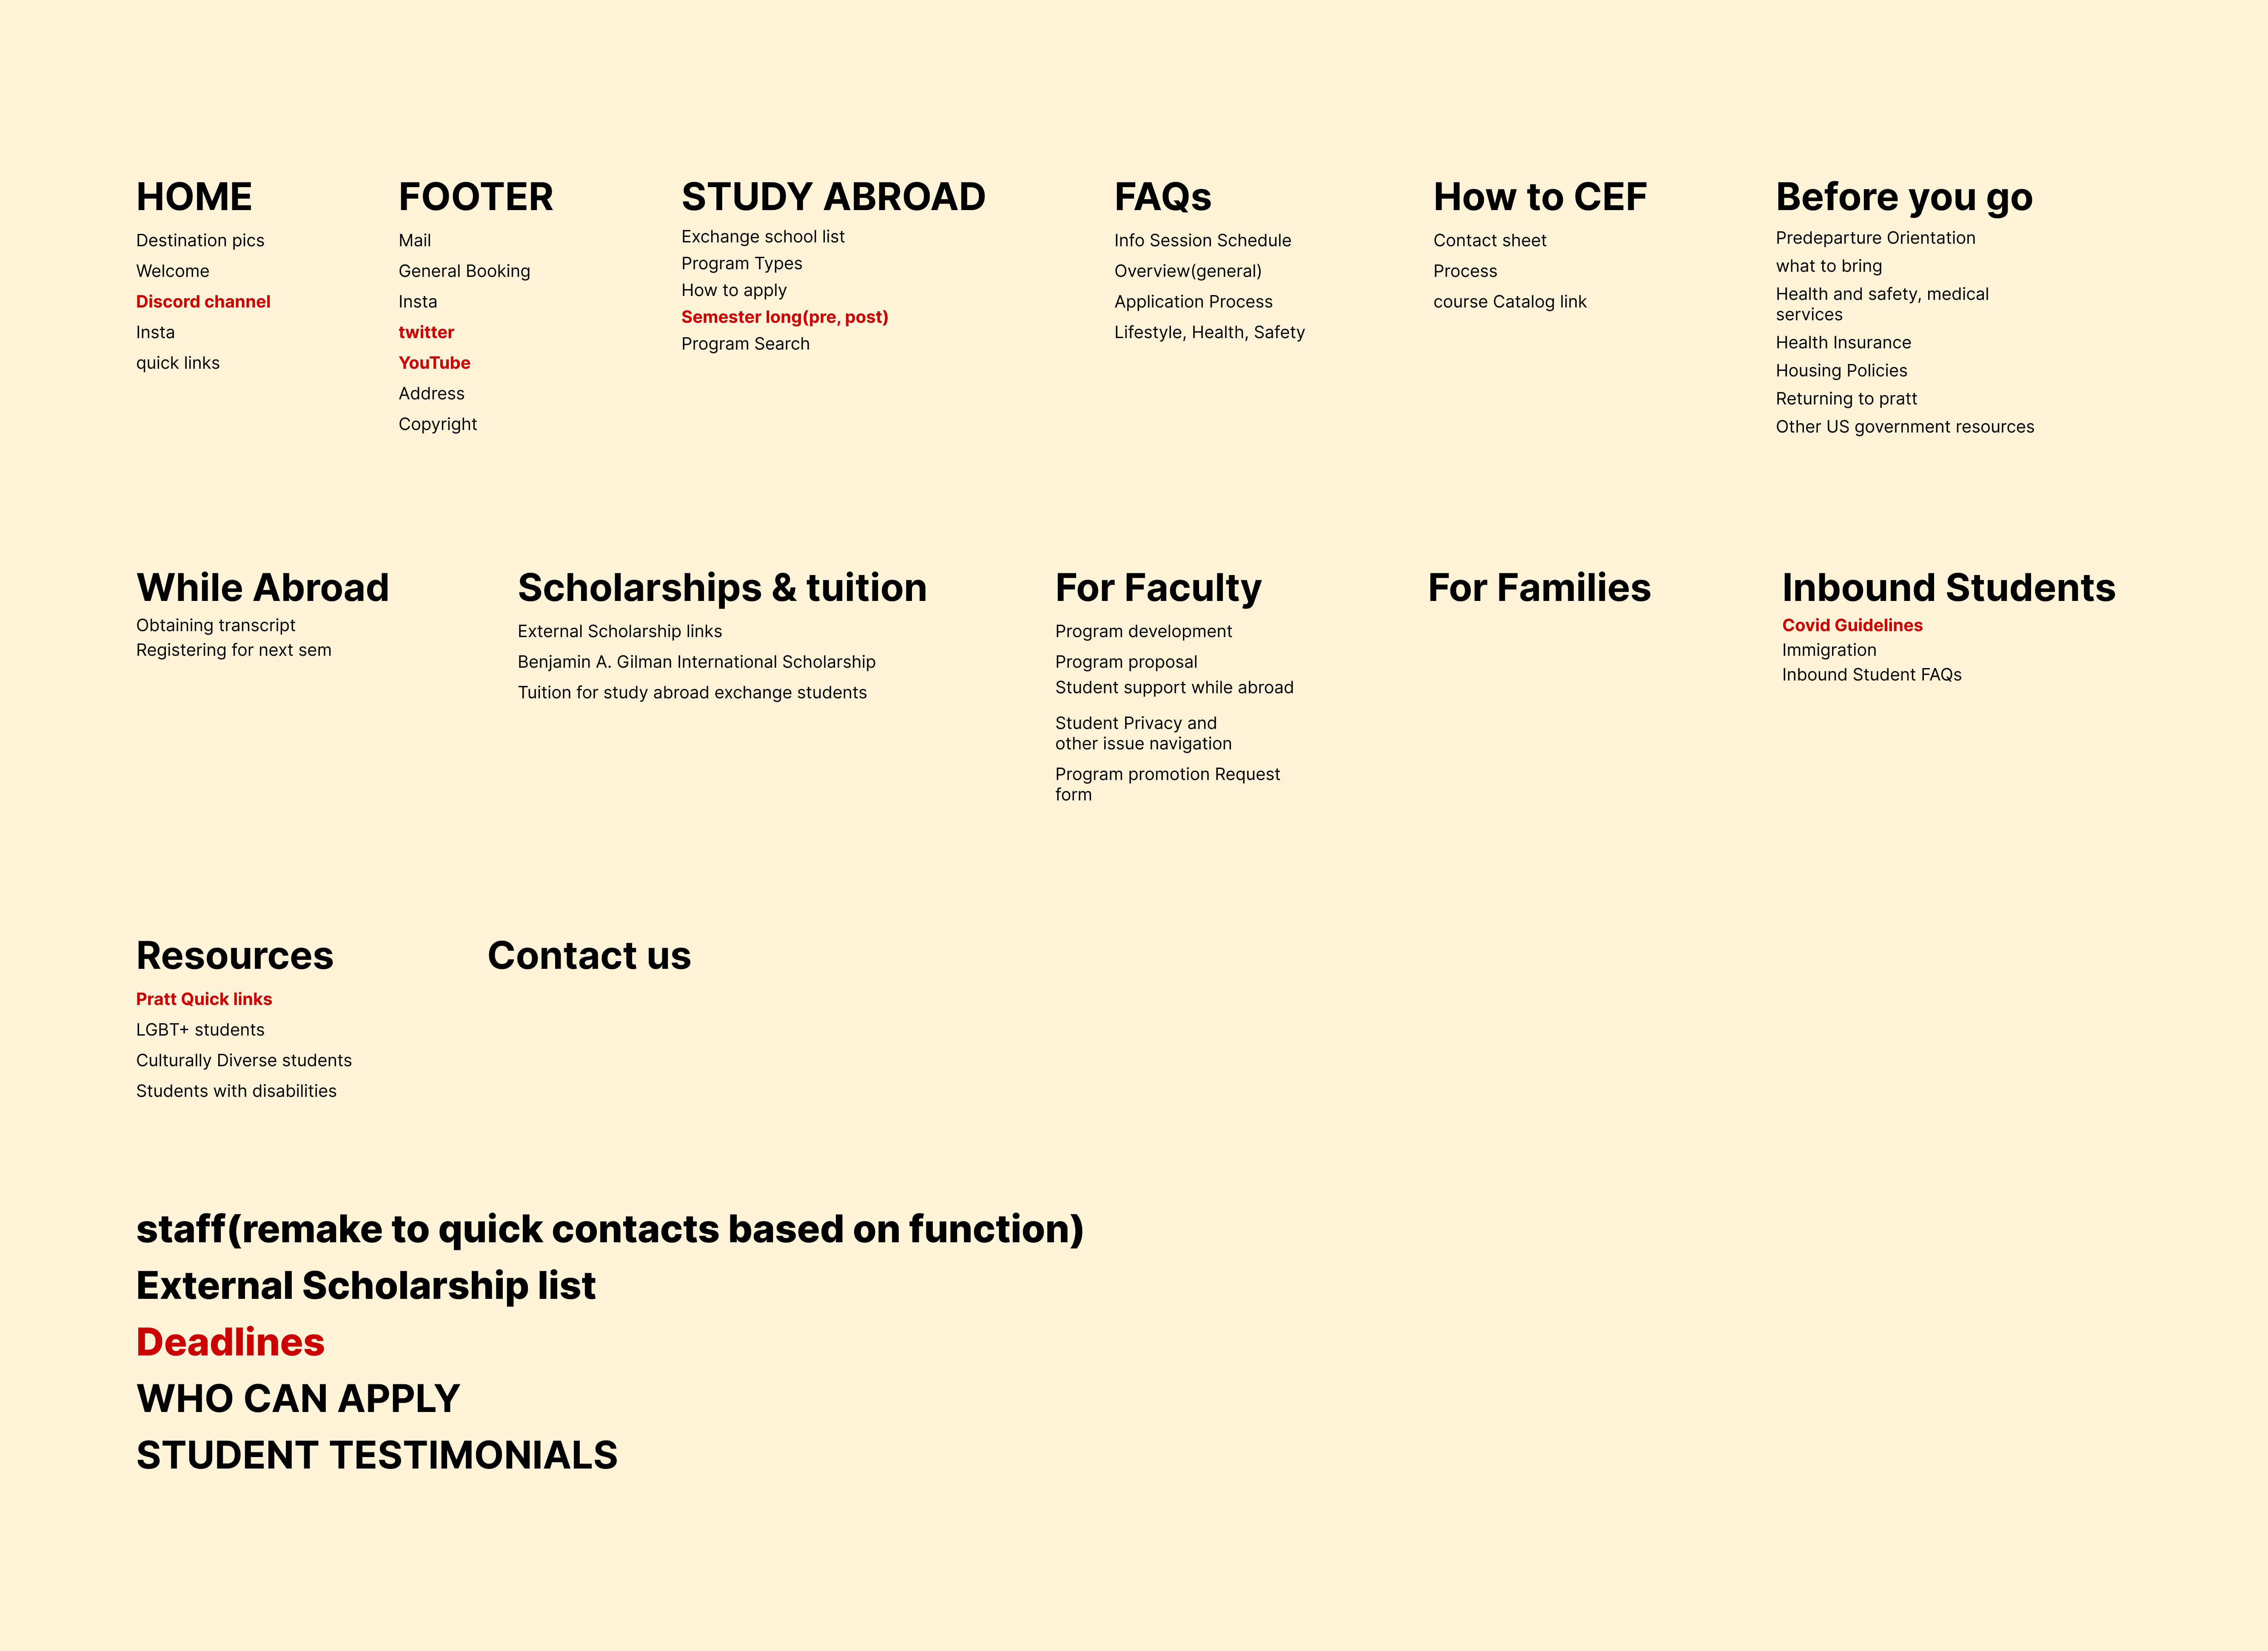 HOME
Destination pics
Welcome
Discord channel
Insta
quick links
FOOTER
Mail
General Booking
Insta
twitter
YouTube
Address
Copyright
STUDY ABROAD
Exchange school list
Program Types
How to apply
Semester long(pre, post)
Program Search
FAQs
Info Session Schedule
Overview(general)
Application Process
Lifestyle, Health, Safety
How to CEF
Contact sheet
Process
course Catalog link
Before you go
Predeparture Orientation
what to bring
Health and safety, medical
services
Health Insurance
Housing Policies
Returning to pratt
Other US government resources
While Abroad
Obtaining transcript
Registering for next sem
Scholarships & tuition
External Scholarship links
Benjamin A. Gilman International Scholarship
Tuition for study abroad exchange students
For Faculty
Program development
Program proposal
Student support while abroad
Student Privacy and
other issue navigation
Program promotion Request
form
For Families
Inbound Students
Covid Guidelines
Immigration
Inbound Student FAQs
Resources
Pratt Quick links
LGBT+ students
Culturally Diverse students
Students with disabilities
Contact us
staff(remake to quick contacts based on function)
External Scholarship list
Deadlines
WHO CAN APPLY
STUDENT TESTIMONIALS